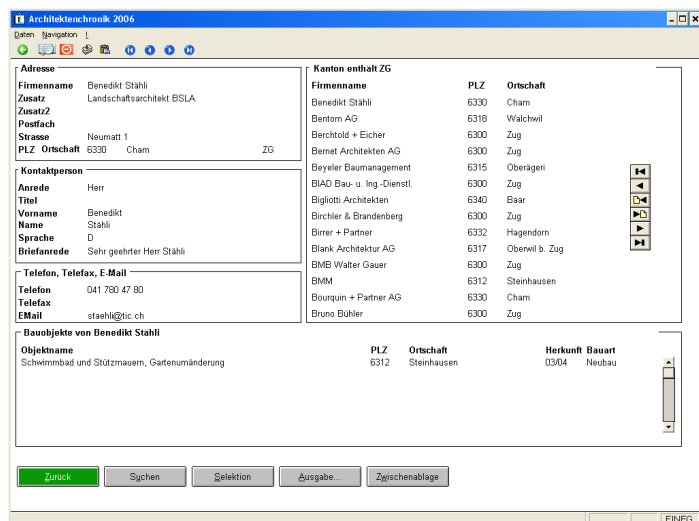 Architektenchronik 2006
Daten Navigation !
Adresse
Firmenname Benedikt Stähli
Zusatz Landschaftsarchitekt BSLA
Zusatz2
Postfach
Strasse Neumatt 1
PLZ Ortschaft 6330 Cham ZG
Kontaktperson
Anrede Herr
Titel
Vorname Benedikt
Name Stähli
Sprache D
Briefanrede Sehr geehrter Herr Stähli
Telefon, Telefax, E-Mail
Telefon 041 780 47 80
Telefax
EMail staehli@tic.ch
Kanton enthält ZG
Firmenname PLZ Ortschaft
Benedikt Stähli 6330 Cham
Bentom AG 6318 Walchwil
Berchtold + Eicher 6300 Zug
Bernet Architekten AG 6300 Zug
Beyeler Baumanagement 6315 Oberägeri
BIAD Bau- u. Ing.-Dienstl. 6300 Zug
Bigliotti Architekten 6340 Baar
Birchler & Brandenberg 6300 Zug
Birrer + Partner 6332 Hagendorn
Blank Architektur AG 6317 Oberwil b. Zug
BMB Walter Gauer 6300 Zug
BMM 6312 Steinhausen
Bourquin + Partner AG 6330 Cham
Bruno Bühler 6300 Zug
Bauobjekte von Benedikt Stähli
Objektname PLZ Ortschaft Herkunft Bauart
Schwimmbad und Stützmauern, Gartenumänderung 6312 Steinhausen 03/04 Neubau
Zurück Suchen Selektion Ausgabe... Zwischenablage
EINFG